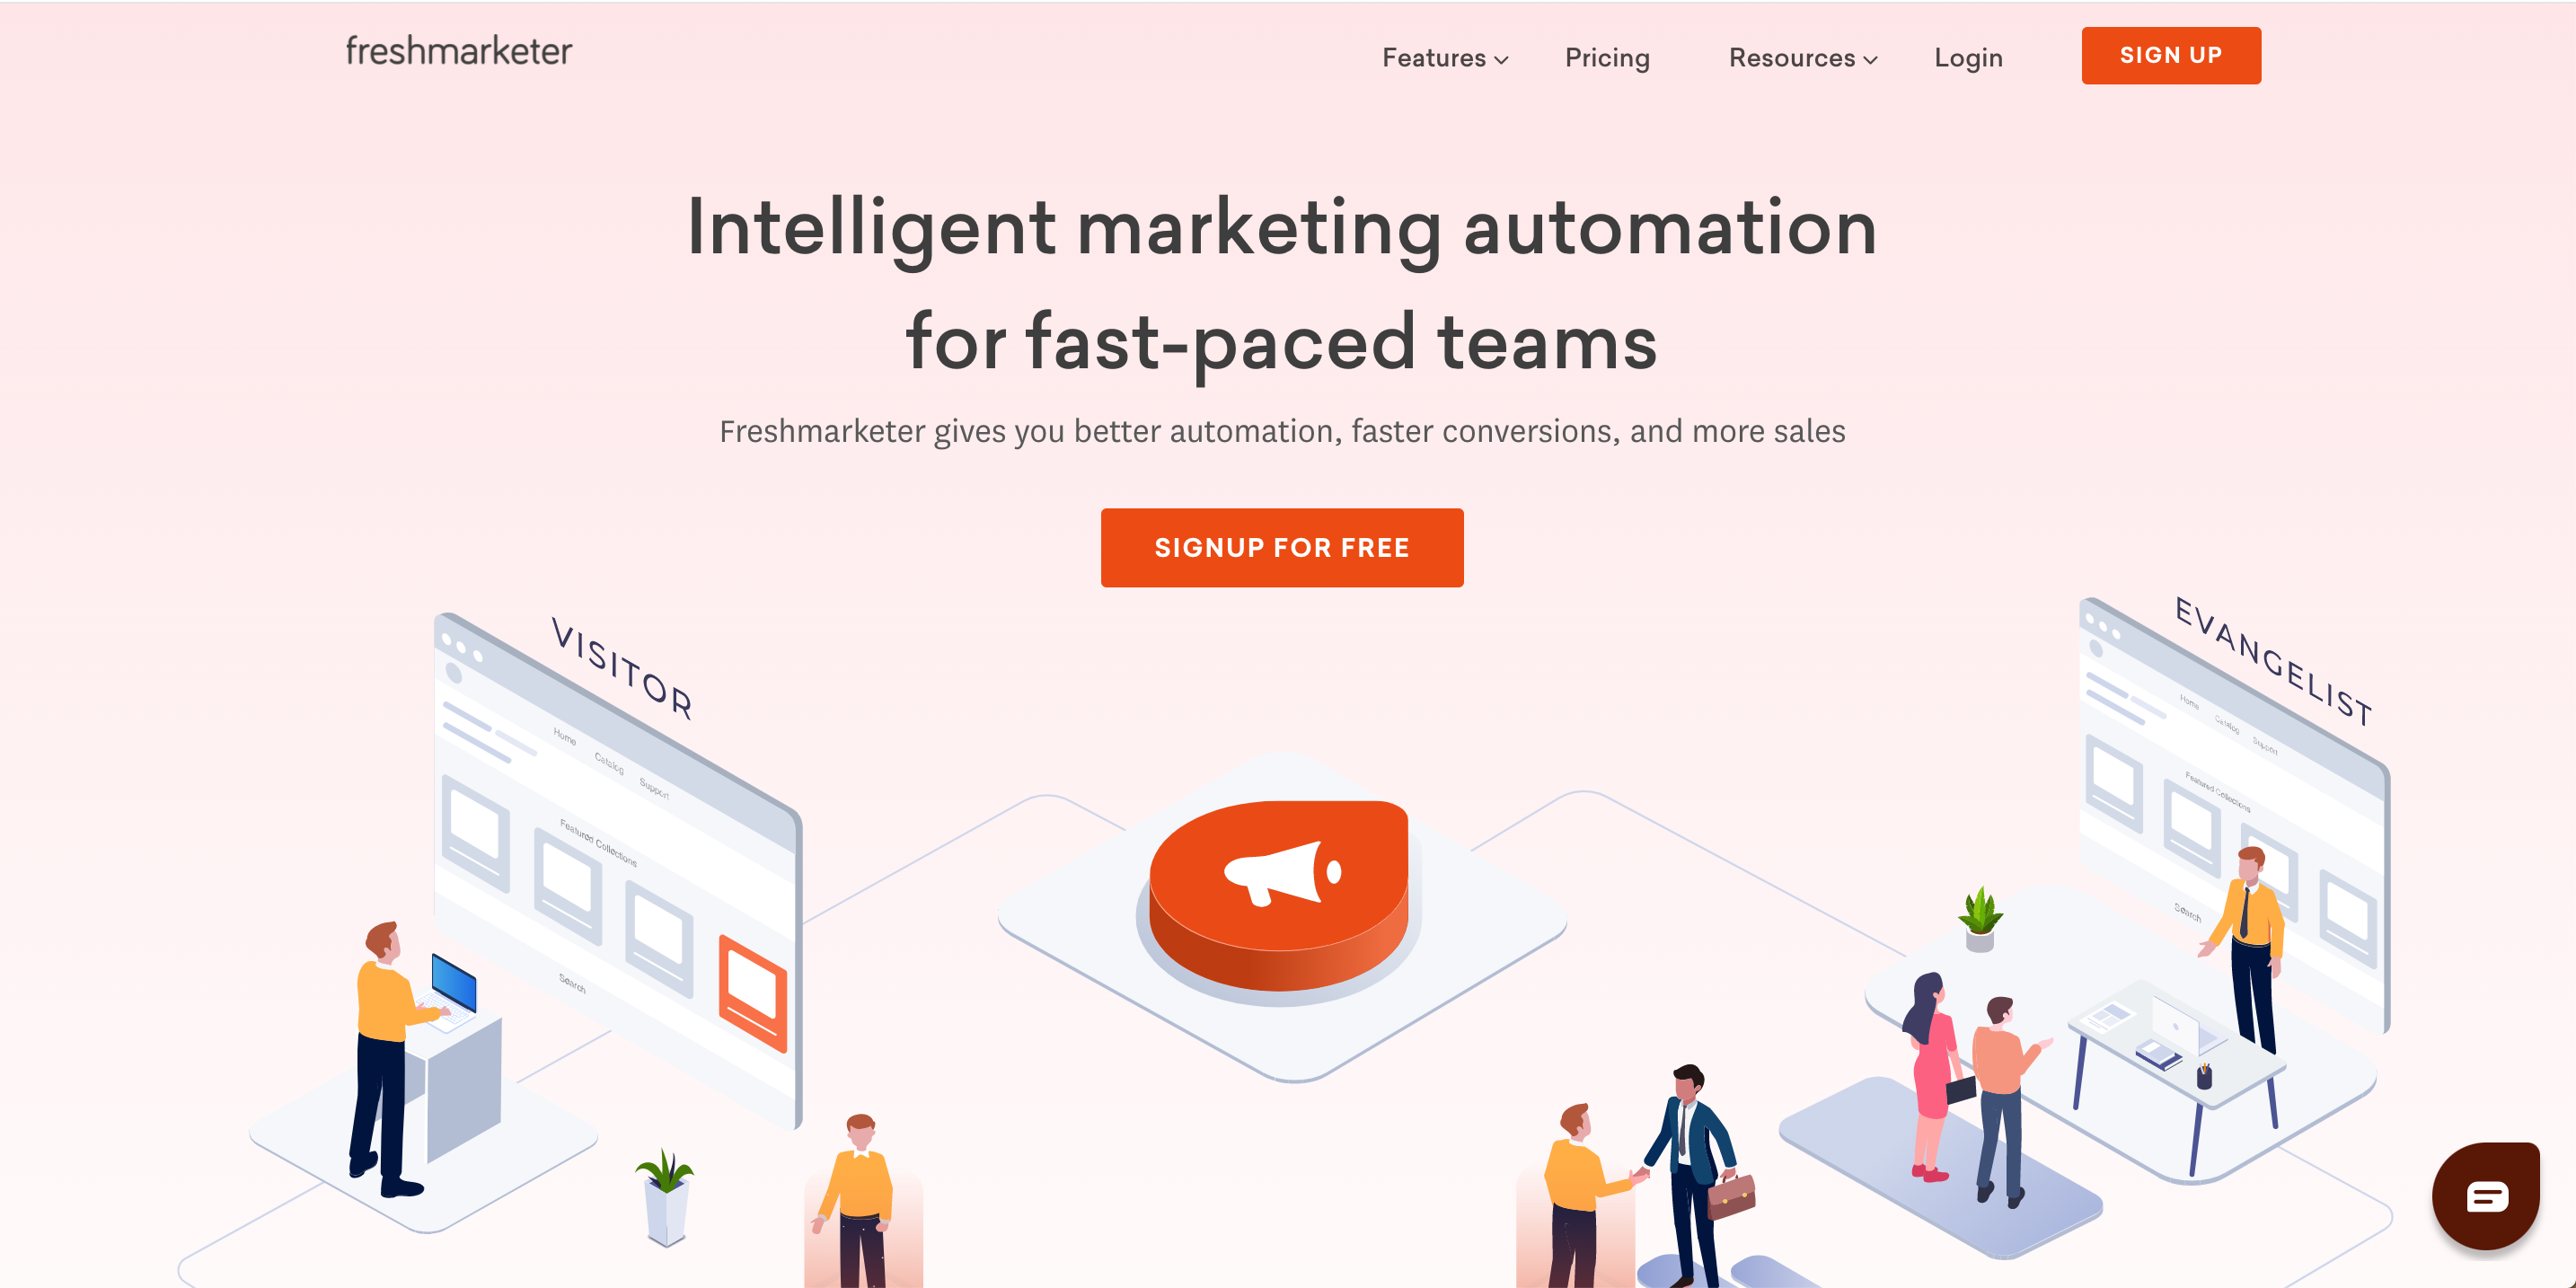 freshmarketer
Features
Pricing
Resources
Login
SIGN UP
Intelligent marketing automation
for fast-paced teams
Freshmarketer gives you better automation, faster conversions, and more sales
SIGNUP FOR FREE
VISITOR
Home
Catalog
Support
Featured Collections
Search
EVANGELIST
Home
Catalog
Support
Featured Collections
Search